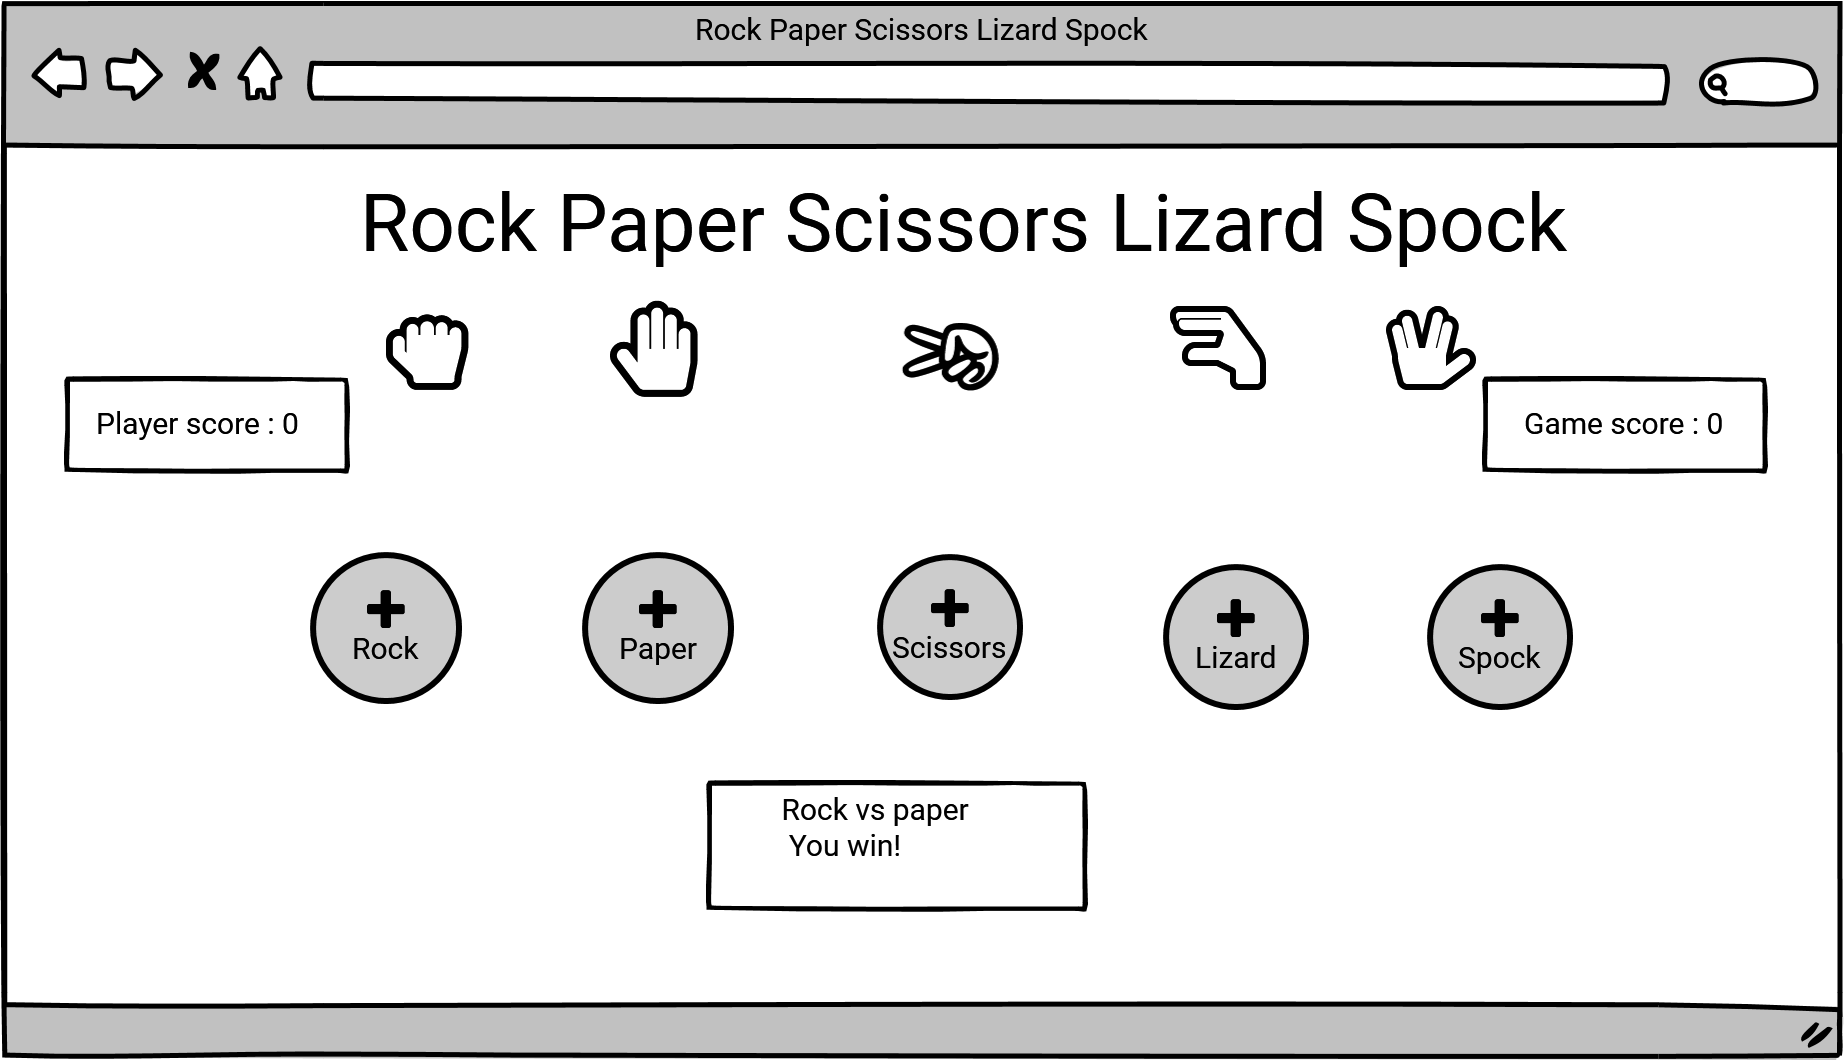 Rock Paper Scissors Lizard Spock
Rock Paper Scissors Lizard Spock
Player score : 0
Game score : 0
Rock
Paper
Scissors
Lizard
Spock
Rock vs paper
You win!